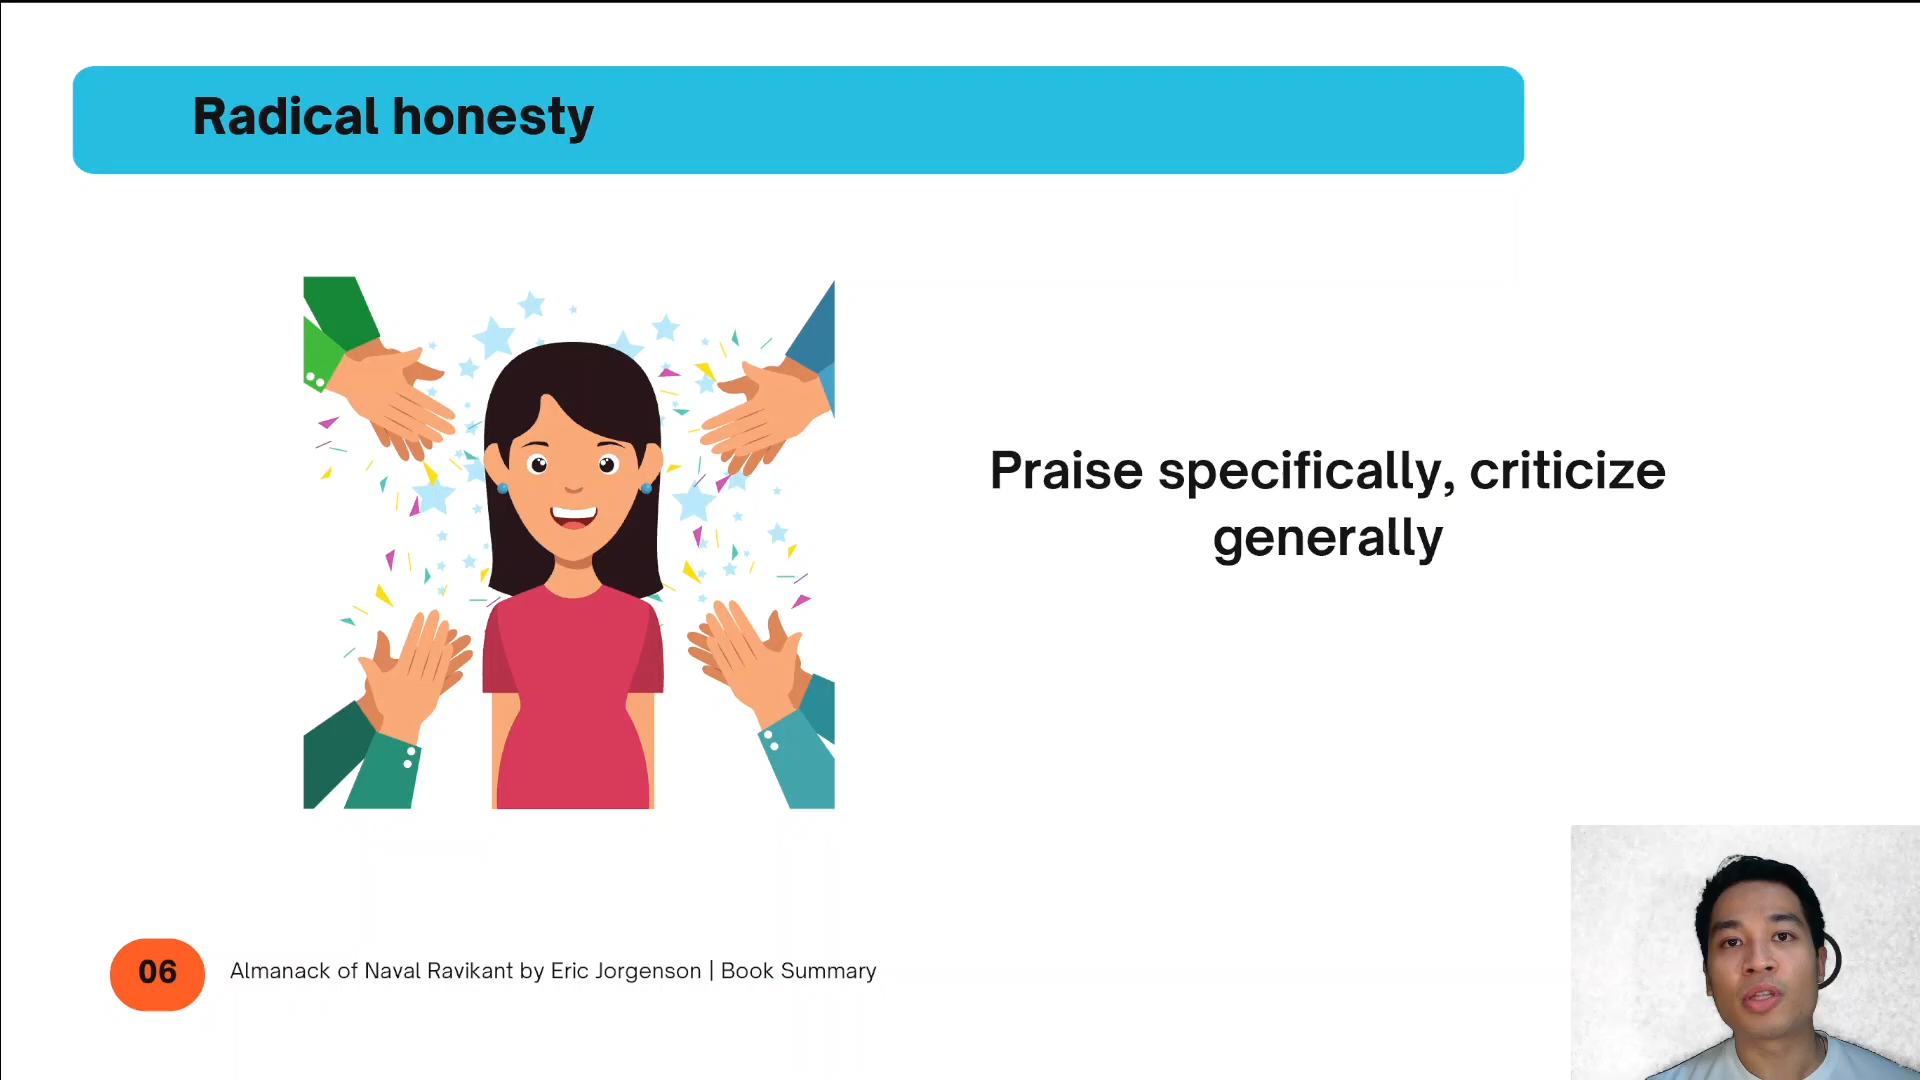 Radical honesty
Praise specifically, criticize
generally
06
Almanack of Naval Ravikant by Eric Jorgenson | Book Summary